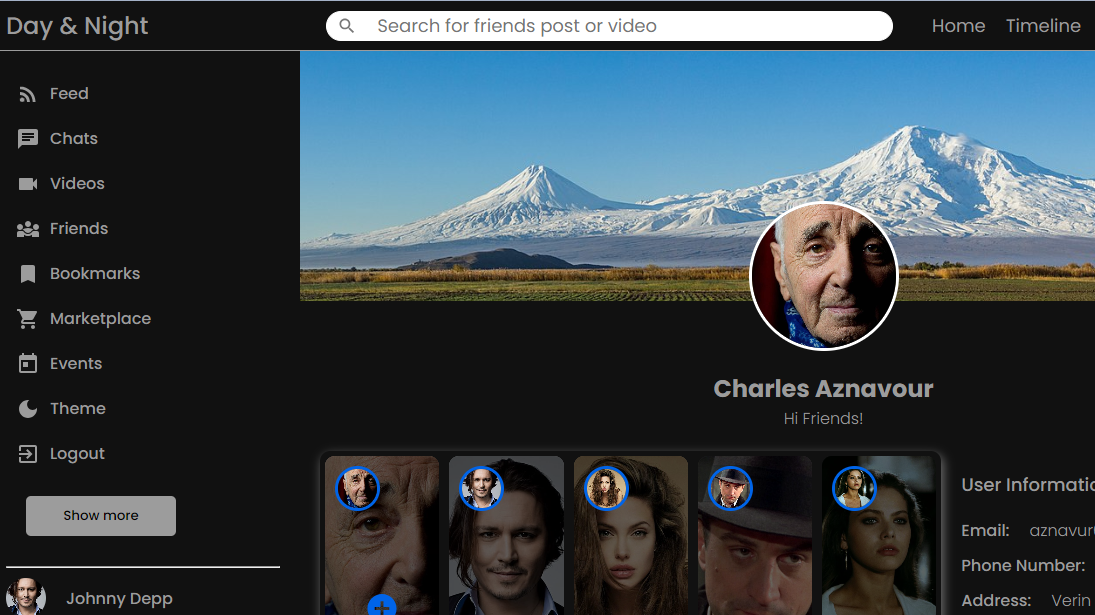 Day & Night
Search for friends post or video
Home
Timeline
Feed
Chats
Videos
Friends
Bookmarks
Marketplace
Events
Theme
Logout
Show more
Johnny Depp
Charles Aznavour
Hi Friends!
User Informatio
Email: aznavur
Phone Number:
Address: Verin